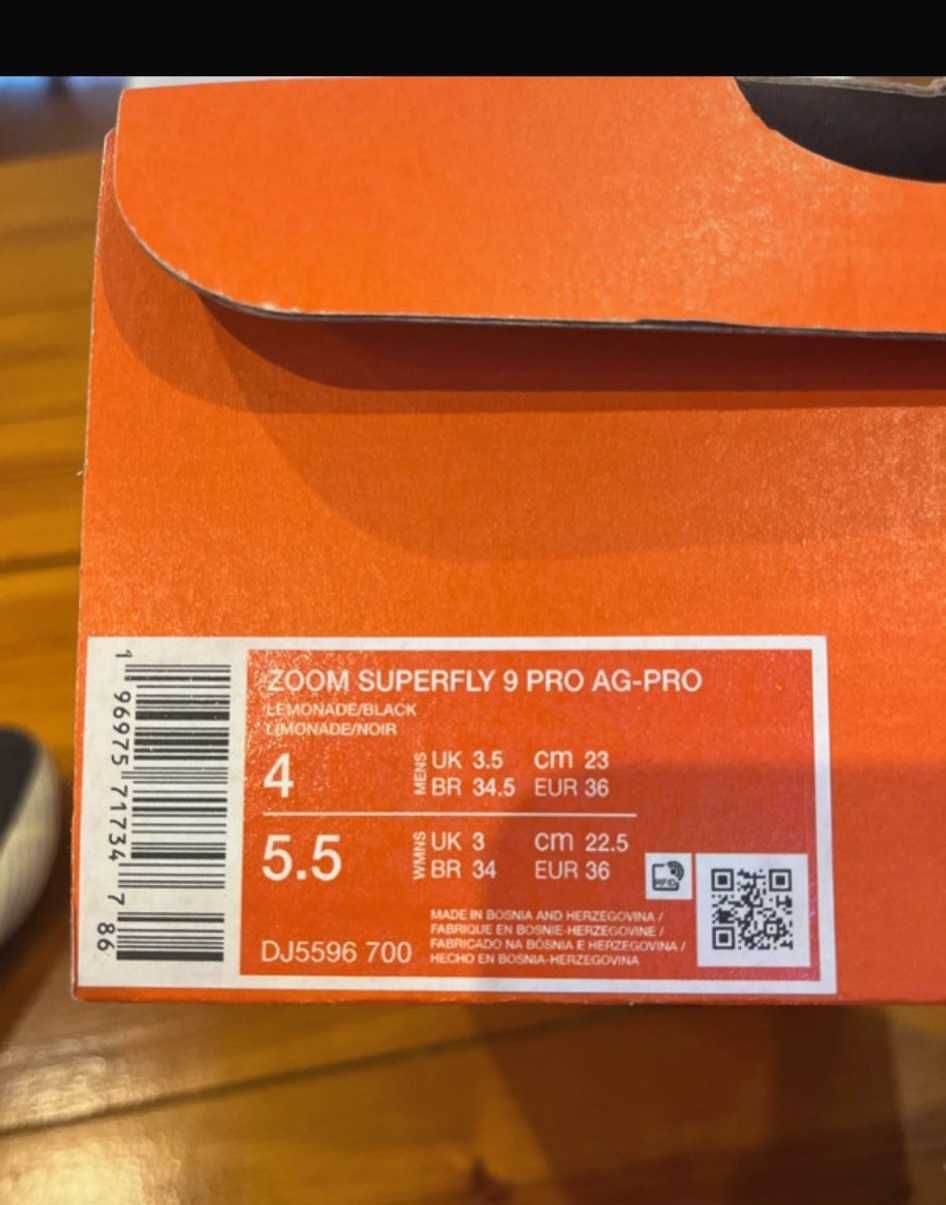 ZOOM SUPERFLY 9 PRO AG-PRO
LEMONADE/BLACK
LIMONADE/NOIR
4
MENS
UK 3.5 cm 23
BR 34.5 EUR 36
5.5
WMNS
UK 3 cm 22.5
BR 34 EUR 36
RFID
DJ5596 700
MADE IN BOSNIA AND HERZEGOVINA /
FABRIQUE EN BOSNIE-HERZEGOVINE /
FABRICADO NA BÓSNIA E HERZEGOVINA /
HECHO EN BOSNIA-HERZEGOVINA
1 96975 71734 7 86